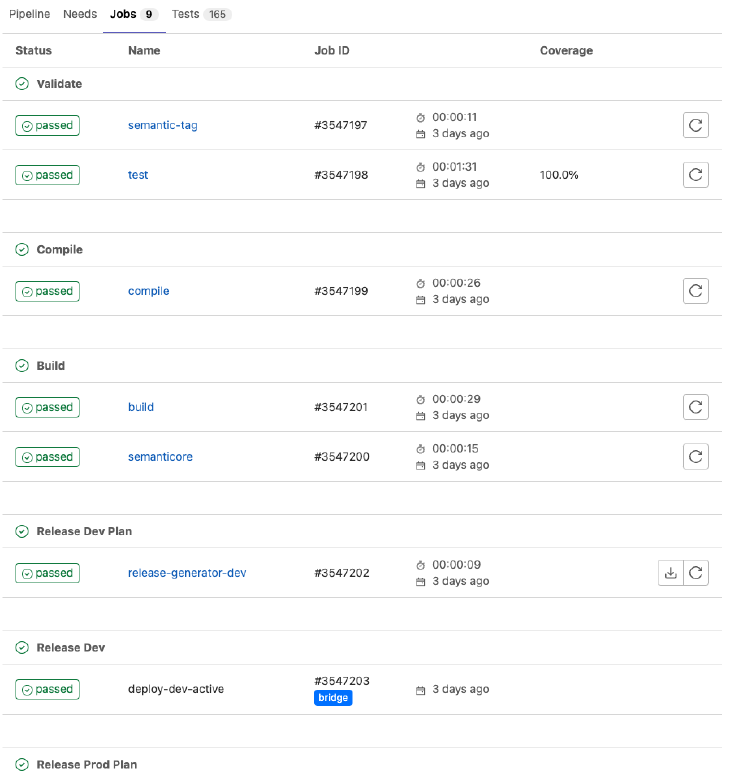 Pipeline Needs Jobs 9 Tests 165
Status Name Job ID Coverage
Validate
passed semantic-tag #3547197 00:00:11
3 days ago
passed test #3547198 00:01:31 100.0%
3 days ago
Compile
passed compile #3547199 00:00:26
3 days ago
Build
passed build #3547201 00:00:29
3 days ago
passed semanticore #3547200 00:00:15
3 days ago
Release Dev Plan
passed release-generator-dev #3547202 00:00:09
3 days ago
Release Dev
passed deploy-dev-active #3547203 3 days ago
bridge
Release Prod Plan